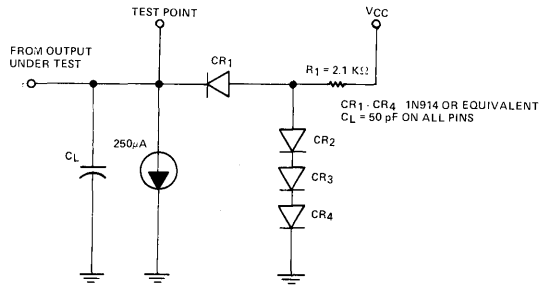 TEST POINT
VCC
FROM OUTPUT
UNDER TEST
CR1
R1 = 2.1 KΩ
CR1 - CR4 1N914 OR EQUIVALENT
CL = 50 pF ON ALL PINS
250μA
CR2
CL
CR3
CR4